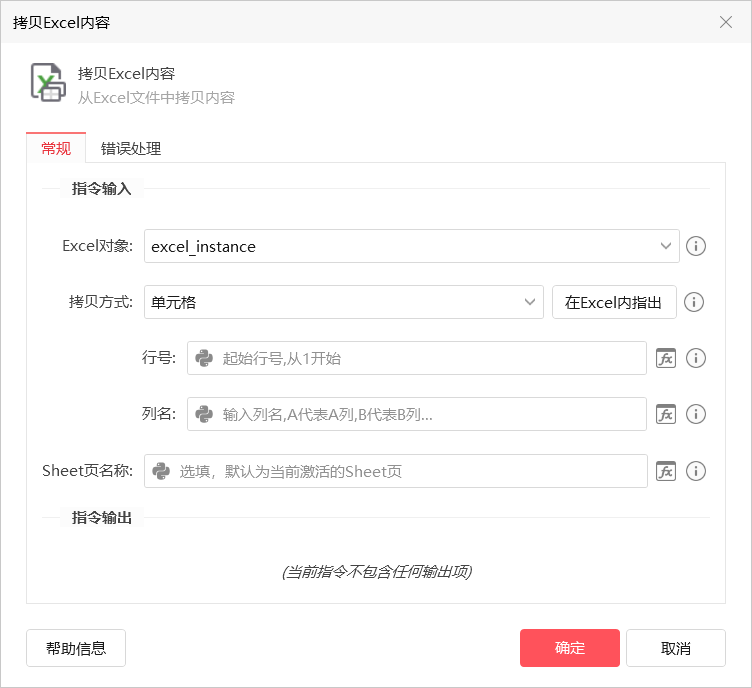 拷贝Excel内容
拷贝Excel内容
从Excel文件中拷贝内容
常规 错误处理
指令输入
Excel对象: excel_instance
拷贝方式: 单元格 在Excel内指出
行号: 起始行号,从1开始
列名: 输入列名,A代表A列,B代表B列...
Sheet页名称: 选填，默认为当前激活的Sheet页
指令输出
(当前指令不包含任何输出项)
帮助信息 确定 取消